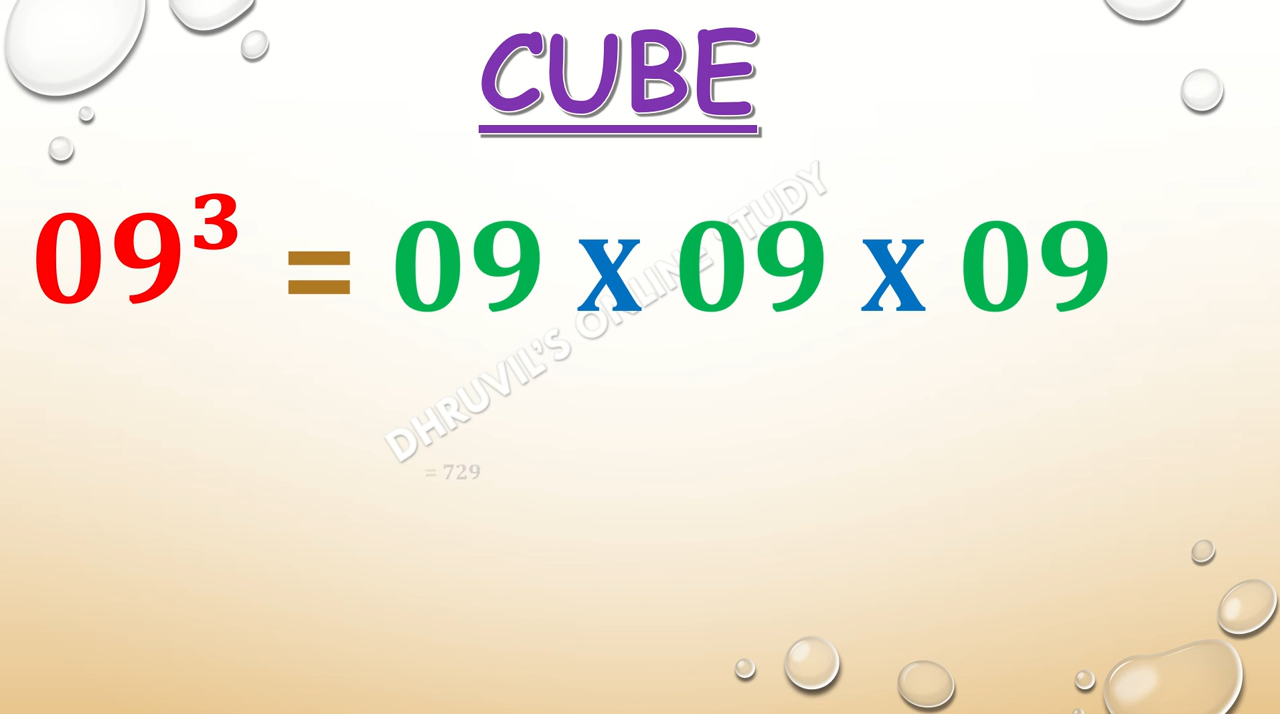 CUBE
09³ = 09 x 09 x 09
DHRUVIL'S ONLINE STUDY
= 729